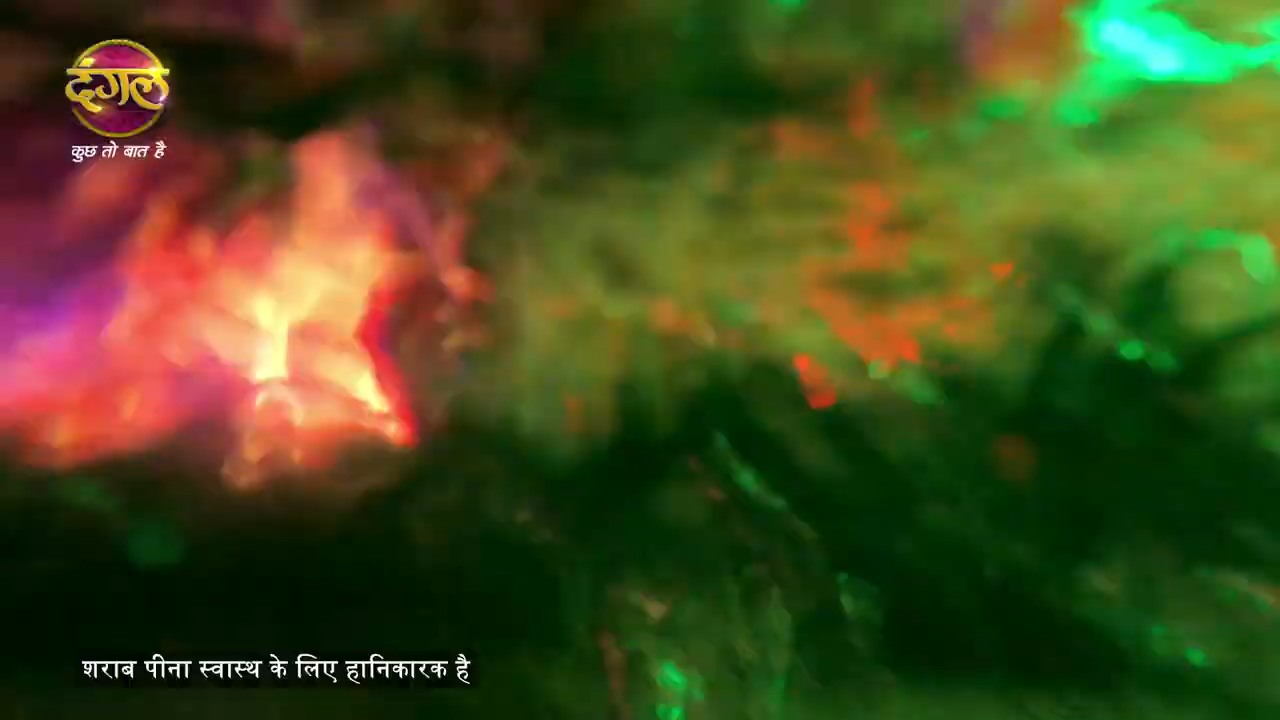 दंगल
कुछ तो बात है
शराब पीना स्वास्थ के लिए हानिकारक है